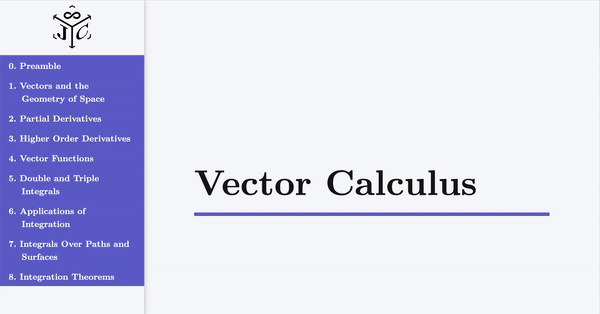 J C
0. Preamble
1. Vectors and the
Geometry of Space
2. Partial Derivatives
3. Higher Order Derivatives
4. Vector Functions
5. Double and Triple
Integrals
6. Applications of
Integration
7. Integrals Over Paths and
Surfaces
8. Integration Theorems
Vector Calculus